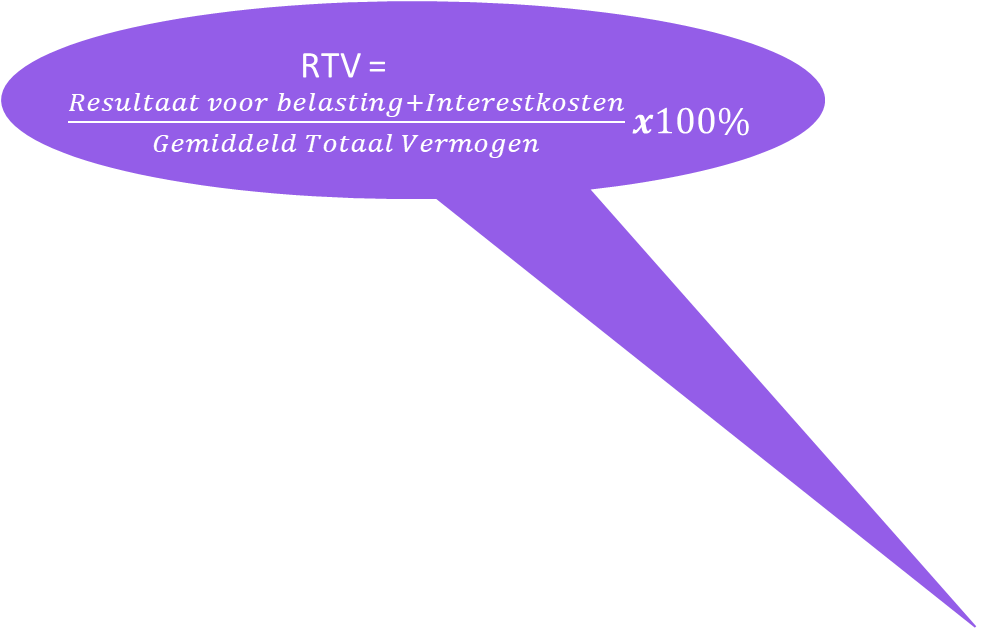 RTV =
Resultaat voor belasting+Interestkosten
Gemiddeld Totaal Vermogen
x100%